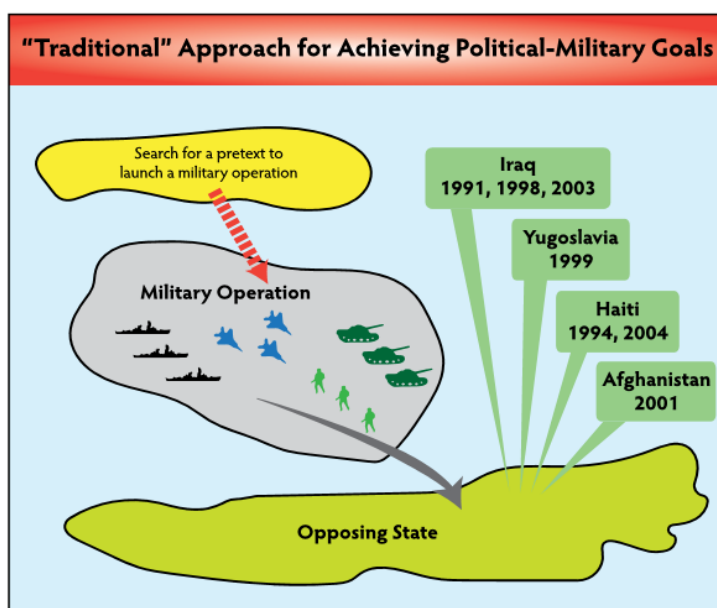 “Traditional” Approach for Achieving Political-Military Goals
Search for a pretext to
launch a military operation
Iraq
1991, 1998, 2003
Yugoslavia
1999
Military Operation
Haiti
1994, 2004
Afghanistan
2001
Opposing State